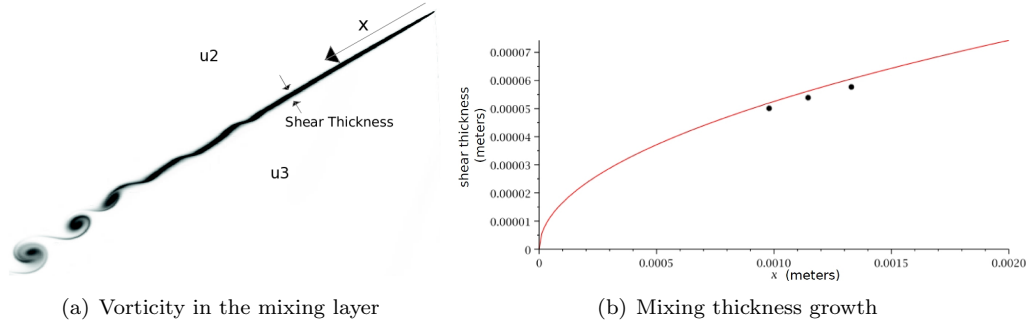 x
u2
Shear Thickness
u3
shear thickness
(meters)
0.00007
0.00006
0.00005
0.00004
0.00003
0.00002
0.00001
0
0
0.0005
0.0010
0.0015
0.0020
x (meters)
(a) Vorticity in the mixing layer
(b) Mixing thickness growth